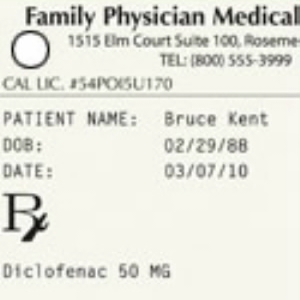 Family Physician Medical
1515 Elm Court Suite 100, Roseme
TEL: (800) 555-3999
CAL LIC. #54POI5U170
PATIENT NAME: Bruce Kent
DOB: 02/29/88
DATE: 03/07/10
Rx
Diclofenac 50 MG